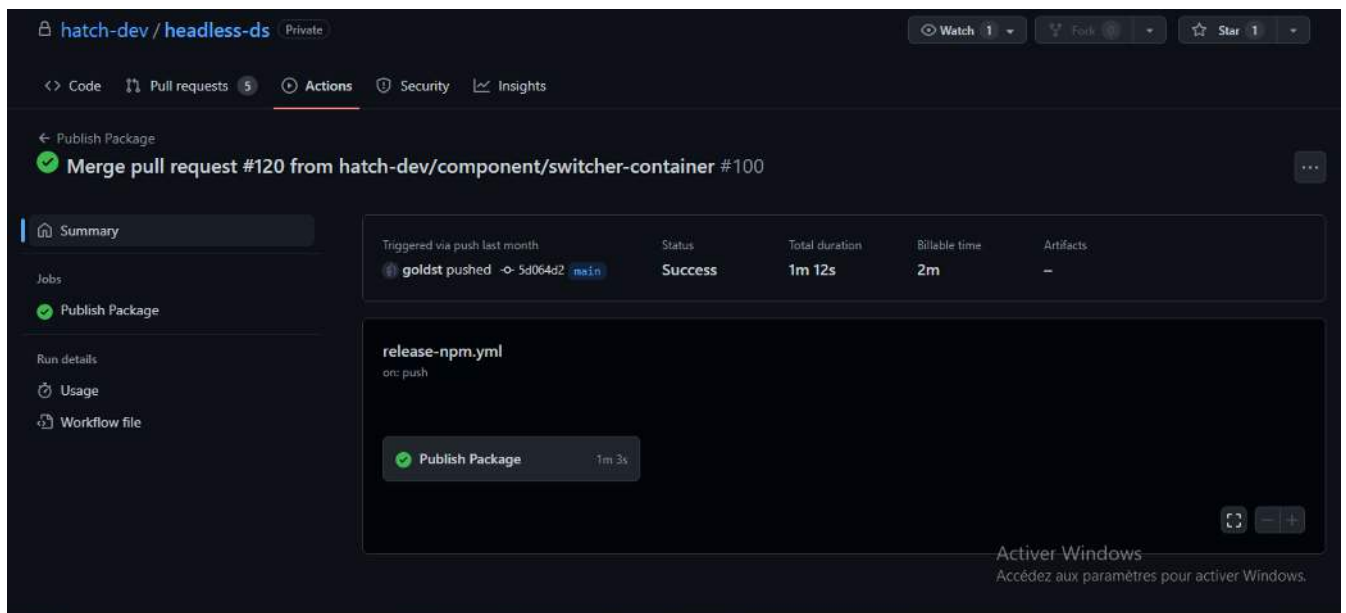 hatch-dev / headless-ds Private Watch 1 Fork 0 Star 1
Code Pull requests 5 Actions Security Insights
← Publish Package
Merge pull request #120 from hatch-dev/component/switcher-container #100
Summary
Jobs
Publish Package
Run details
Usage
Workflow file
Triggered via push last month Status Total duration Billable time Artifacts
goldst pushed 5d064d2 main Success 1m 12s 2m –
release-npm.yml
on: push
Publish Package 1m 3s
Activer Windows
Accédez aux paramètres pour activer Windows.